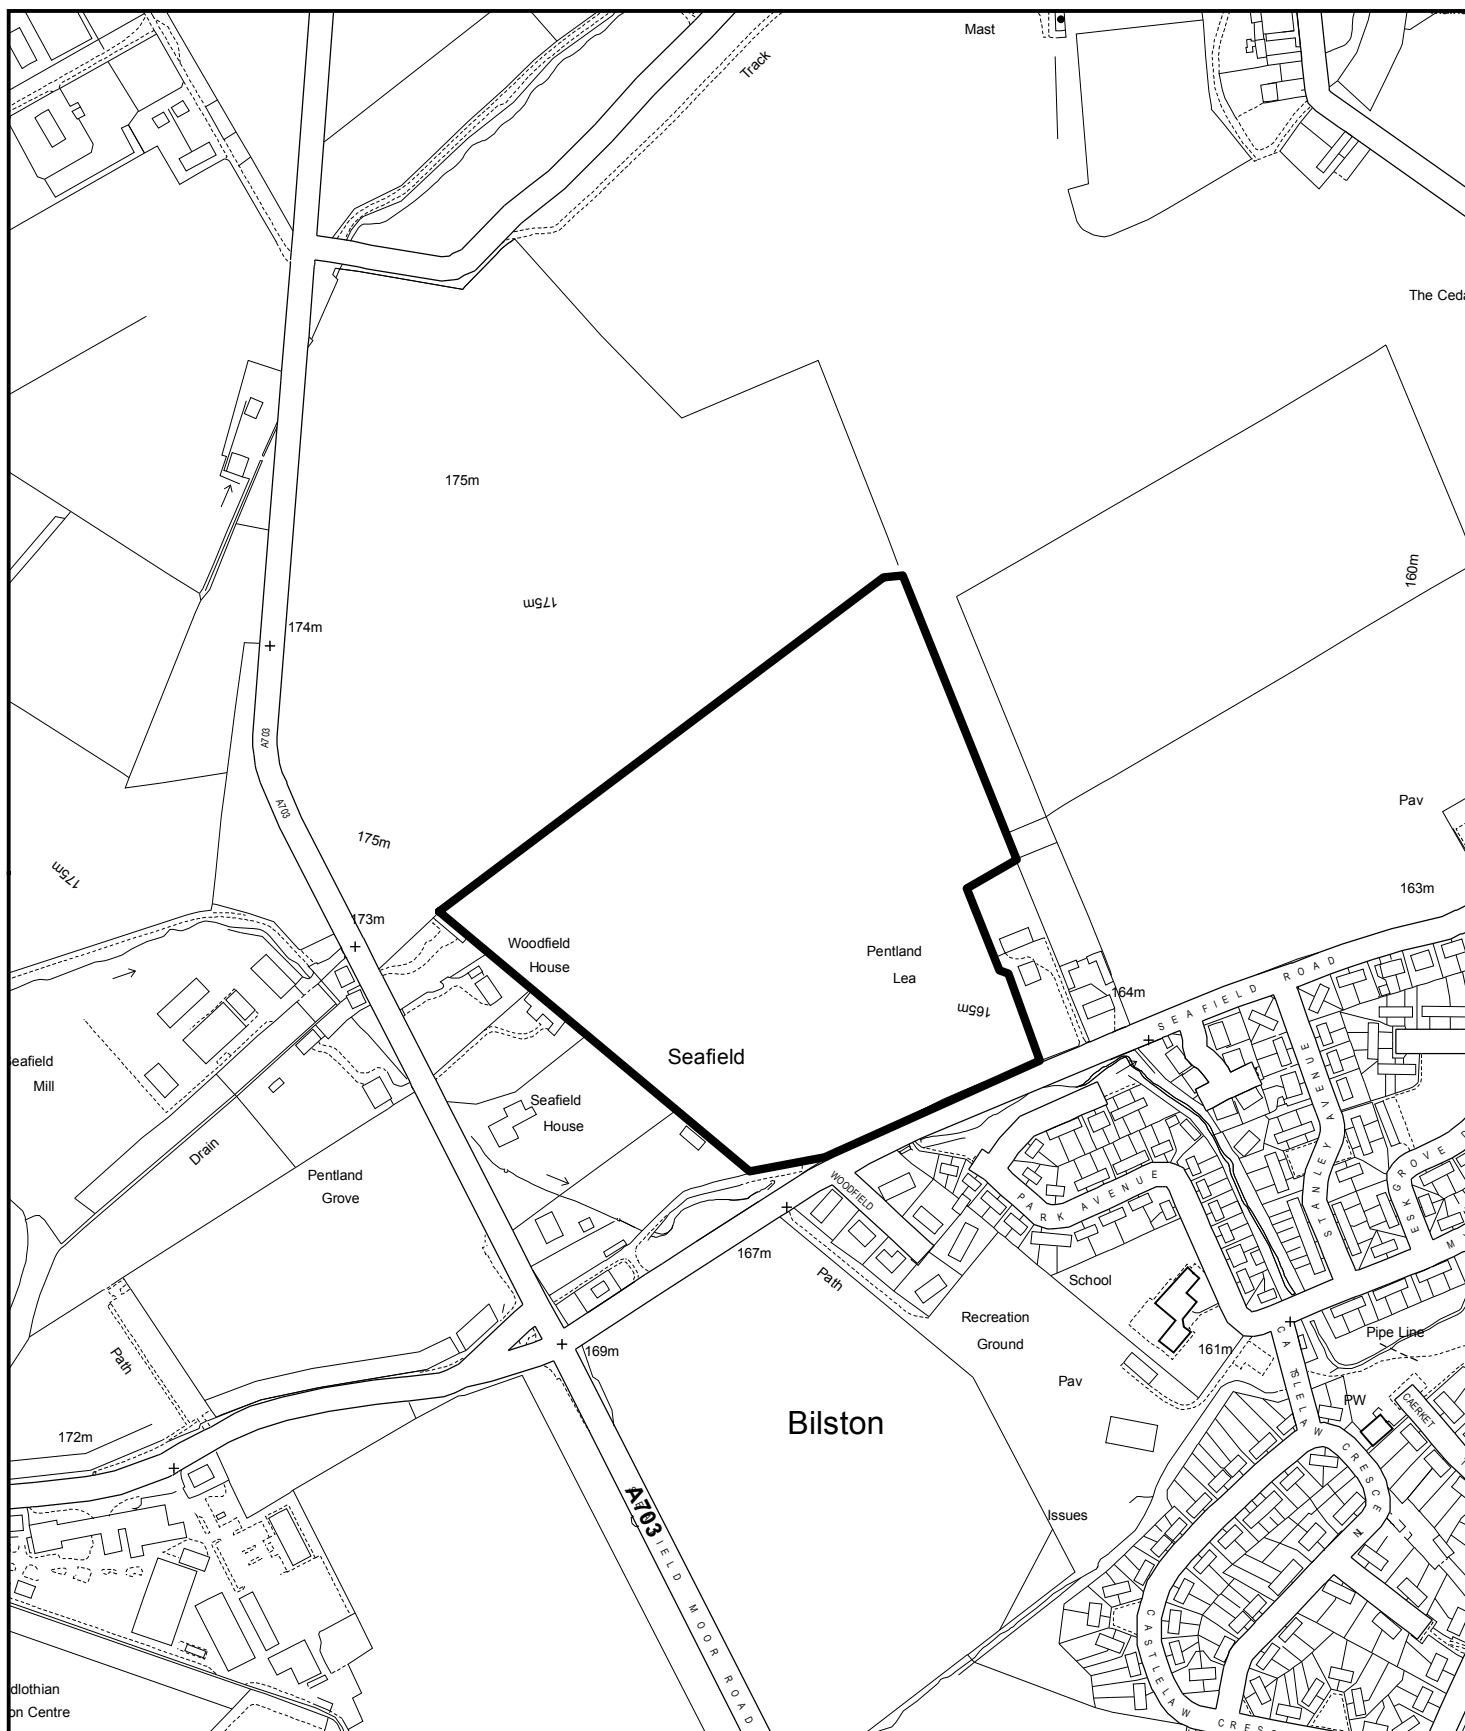 Mast
Track
The Ceda
175m
175m
160m
174m
A703
A703
175m
175m
Pav
163m
173m
Woodfield
House
Pentland
Lea
165m
164m
SEAFIELD ROAD
Seafield
eafield
Mill
Seafield
House
Drain
Pentland
Grove
STANLEY AVENUE
ESKGROVE D
PARK AVENUE
WOODFIELD
167m
Path
School
Recreation
Ground
Pipe Line
169m
161m
Path
Pav
PW
CAERKET
Bilston
172m
A703
Issues
SEAFIELD MOOR ROAD
CASTLELAW CRESCEN
CASTLELAW CRES
dlothian
on Centre